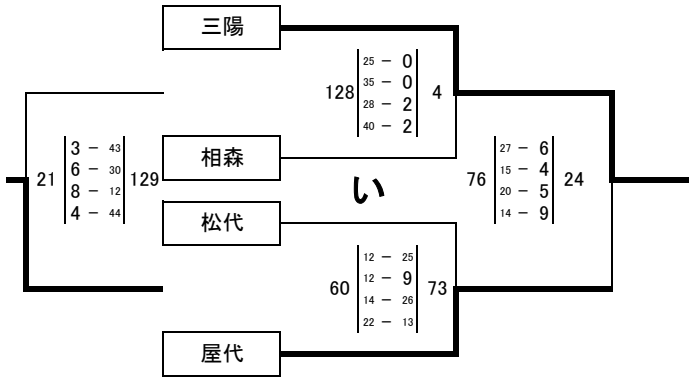 三陽
25 － 0
128 35 － 0 4
28 － 2
40 － 2
3 － 43
21 6 － 30 129
8 － 12
4 － 44
相森
27 － 6
76 15 － 4 24
20 － 5
14 － 9
い
松代
12 － 25
60 12 － 9 73
14 － 26
22 － 13
屋代